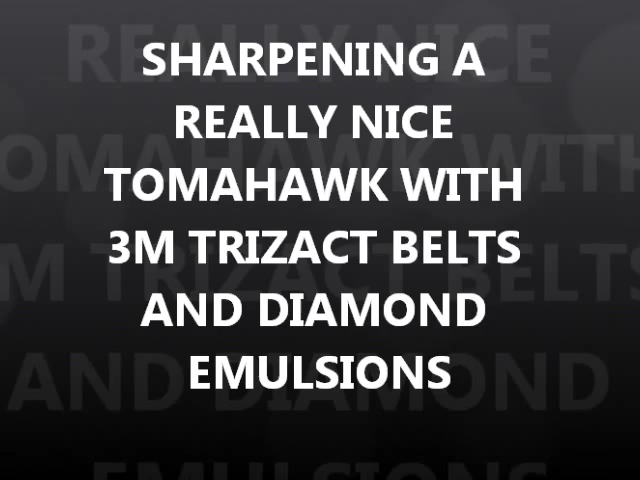 SHARPENING A
REALLY NICE
TOMAHAWK WITH
3M TRIZACT BELTS
AND DIAMOND
EMULSIONS